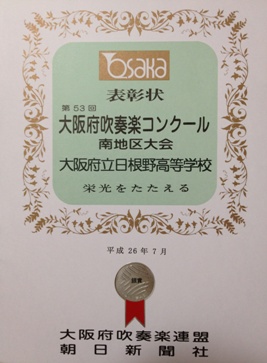 Osaka
表彰状
第53回
大阪府吹奏楽コンクール
南地区大会
大阪府立日根野高等学校
栄光をたたえる
平成26年7月
銀賞
大阪府吹奏楽連盟
朝日新聞社